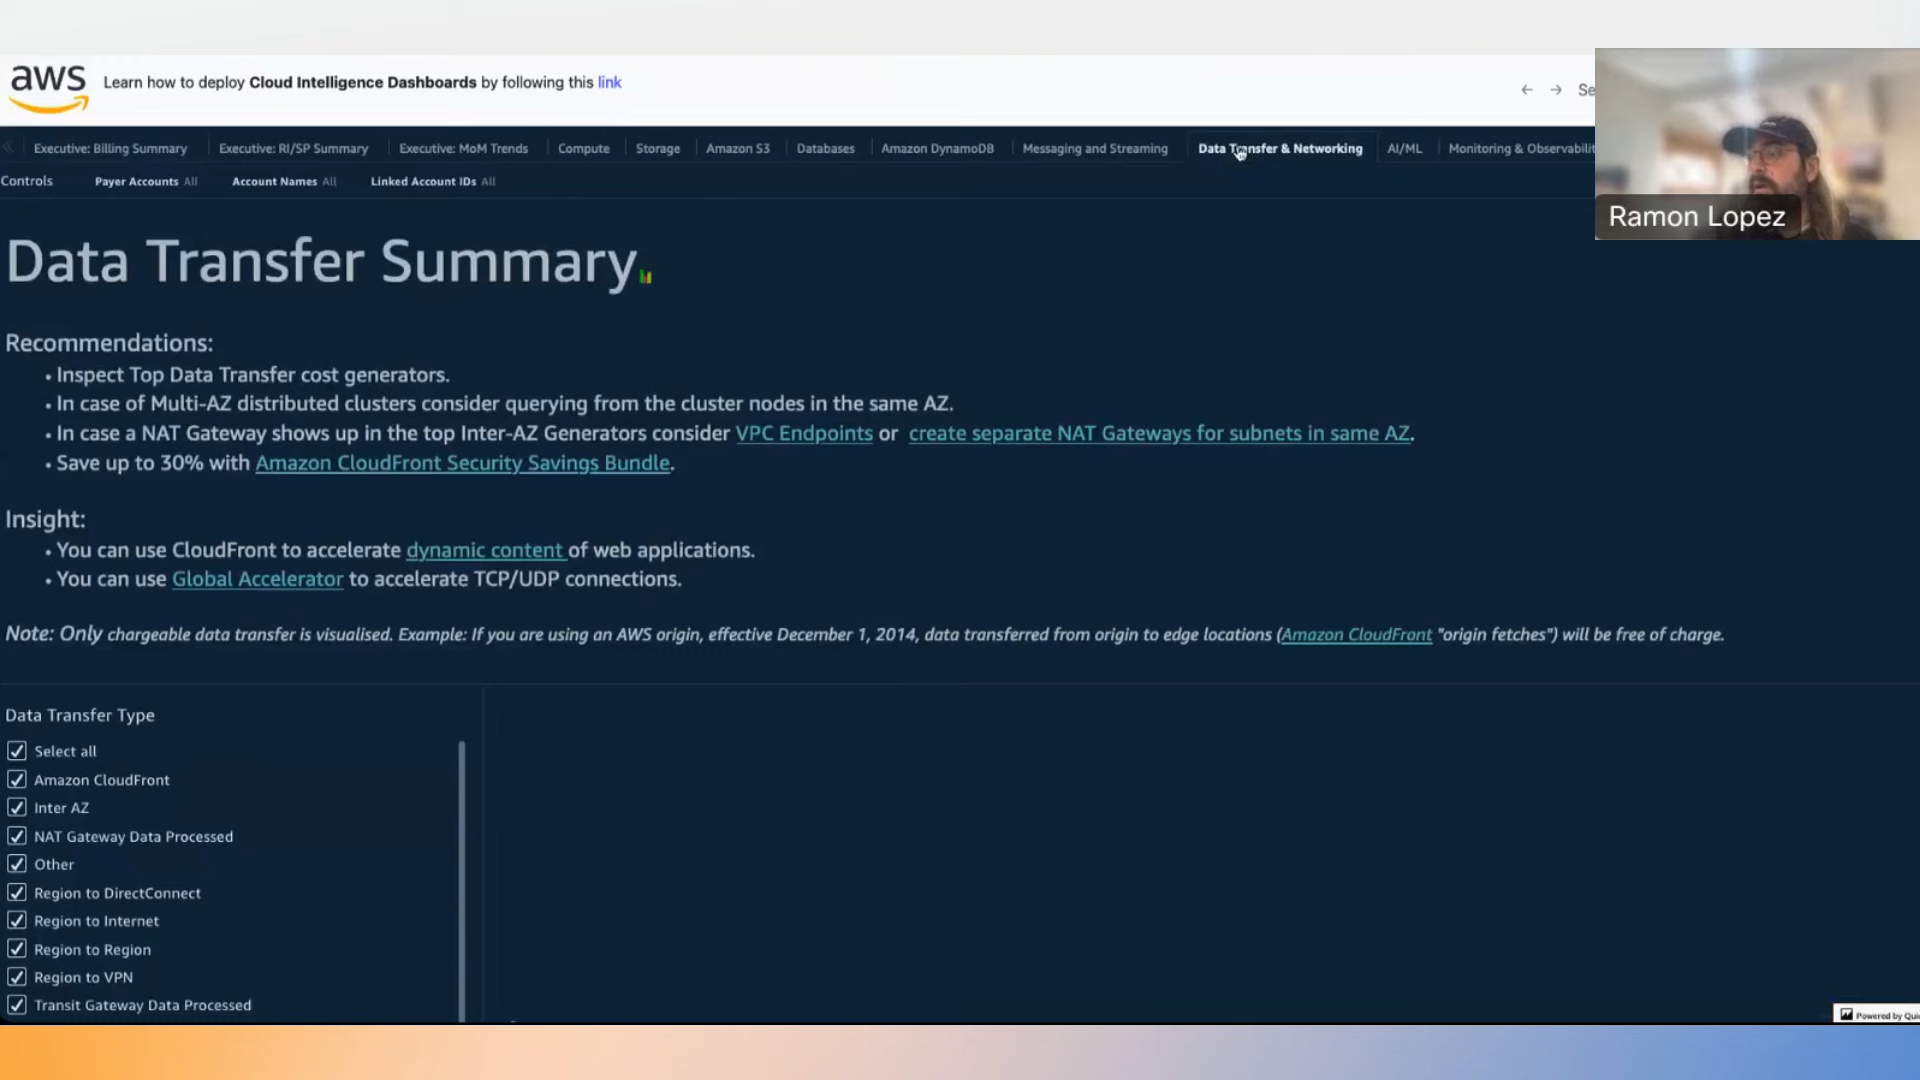 aws
Learn how to deploy Cloud Intelligence Dashboards by following this link
Se
Executive: Billing Summary
Executive: RI/SP Summary
Executive: MoM Trends
Compute
Storage
Amazon S3
Databases
Amazon DynamoDB
Messaging and Streaming
Data Transfer & Networking
AI/ML
Monitoring & Observabilit
Ramon Lopez
Controls
Payer Accounts All
Account Names All
Linked Account IDs All
Data Transfer Summary
Recommendations:
• Inspect Top Data Transfer cost generators.
• In case of Multi-AZ distributed clusters consider querying from the cluster nodes in the same AZ.
• In case a NAT Gateway shows up in the top Inter-AZ Generators consider VPC Endpoints or create separate NAT Gateways for subnets in same AZ.
• Save up to 30% with Amazon CloudFront Security Savings Bundle.
Insight:
• You can use CloudFront to accelerate dynamic content of web applications.
• You can use Global Accelerator to accelerate TCP/UDP connections.
Note: Only chargeable data transfer is visualised. Example: If you are using an AWS origin, effective December 1, 2014, data transferred from origin to edge locations (Amazon CloudFront "origin fetches") will be free of charge.
Data Transfer Type
Select all
Amazon CloudFront
Inter AZ
NAT Gateway Data Processed
Other
Region to DirectConnect
Region to Internet
Region to Region
Region to VPN
Transit Gateway Data Processed
Powered by Quic